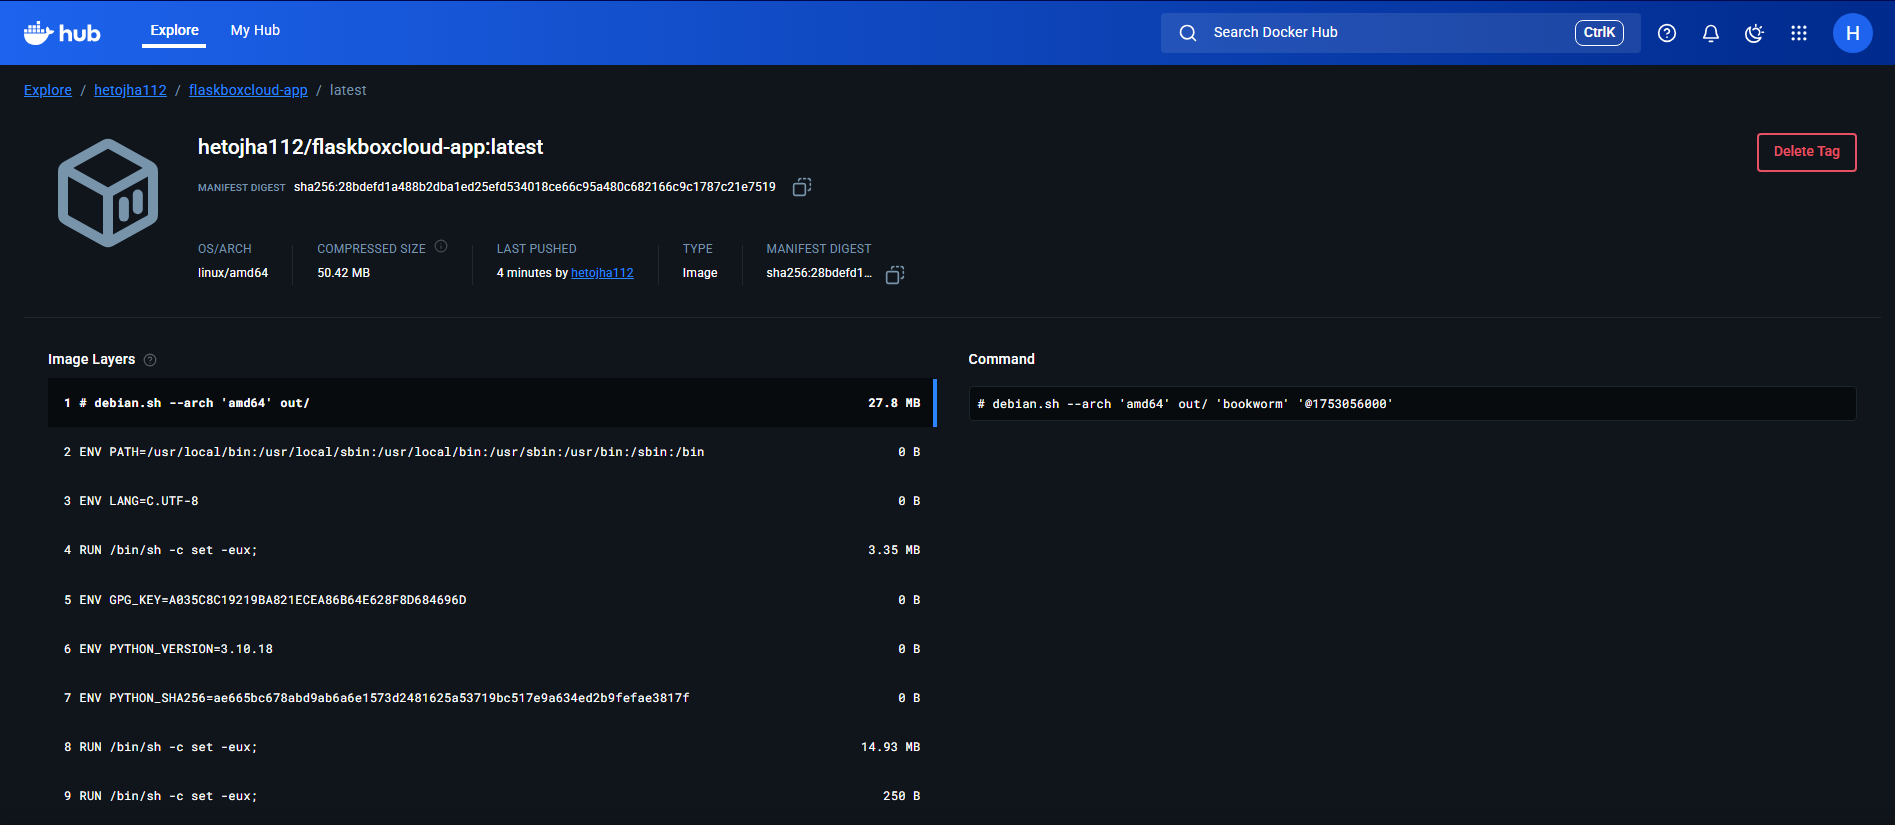 hub Explore My Hub Search Docker Hub CtrlK H
Explore / hetojha112 / flaskboxcloud-app / latest
hetojha112/flaskboxcloud-app:latest
Delete Tag
MANIFEST DIGEST sha256:28bdefd1a488b2dba1ed25efd534018ce66c95a480c682166c9c1787c21e7519
OS/ARCH COMPRESSED SIZE LAST PUSHED TYPE MANIFEST DIGEST
linux/amd64 50.42 MB 4 minutes by hetojha112 Image sha256:28bdefd1...
Image Layers Command
1 # debian.sh --arch 'amd64' out/ 27.8 MB
# debian.sh --arch 'amd64' out/ 'bookworm' '@1753056000'
2 ENV PATH=/usr/local/bin:/usr/local/sbin:/usr/local/bin:/usr/sbin:/usr/bin:/sbin:/bin 0 B
3 ENV LANG=C.UTF-8 0 B
4 RUN /bin/sh -c set -eux; 3.35 MB
5 ENV GPG_KEY=A035C8C19219BA821ECEA86B64E628F8D684696D 0 B
6 ENV PYTHON_VERSION=3.10.18 0 B
7 ENV PYTHON_SHA256=ae665bc678abd9ab6a6e1573d2481625a53719bc517e9a634ed2b9fefae3817f 0 B
8 RUN /bin/sh -c set -eux; 14.93 MB
9 RUN /bin/sh -c set -eux; 250 B